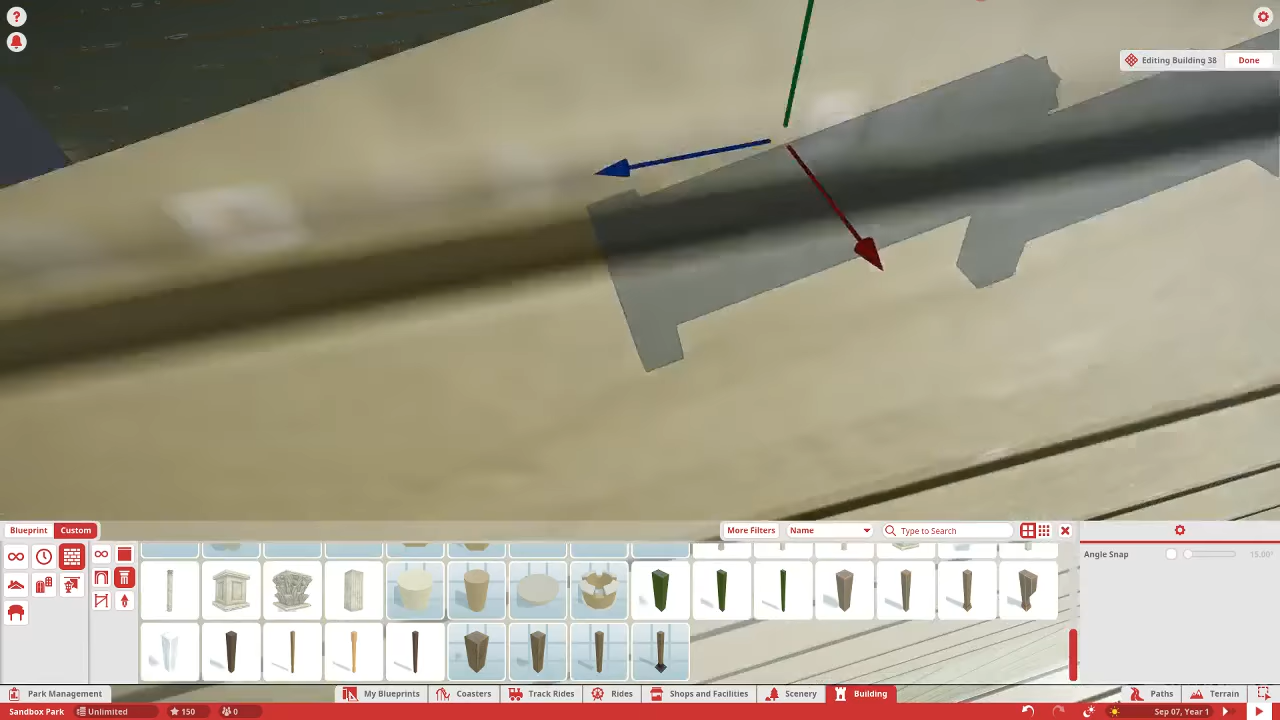 ?
Editing Building 38 Done
Blueprint Custom
More Filters Name Type to Search
Angle Snap 15.00°
Park Management My Blueprints Coasters Track Rides Rides Shops and Facilities Scenery Building Paths Terrain
Sandbox Park Unlimited 150 0 Sep 07, Year 1